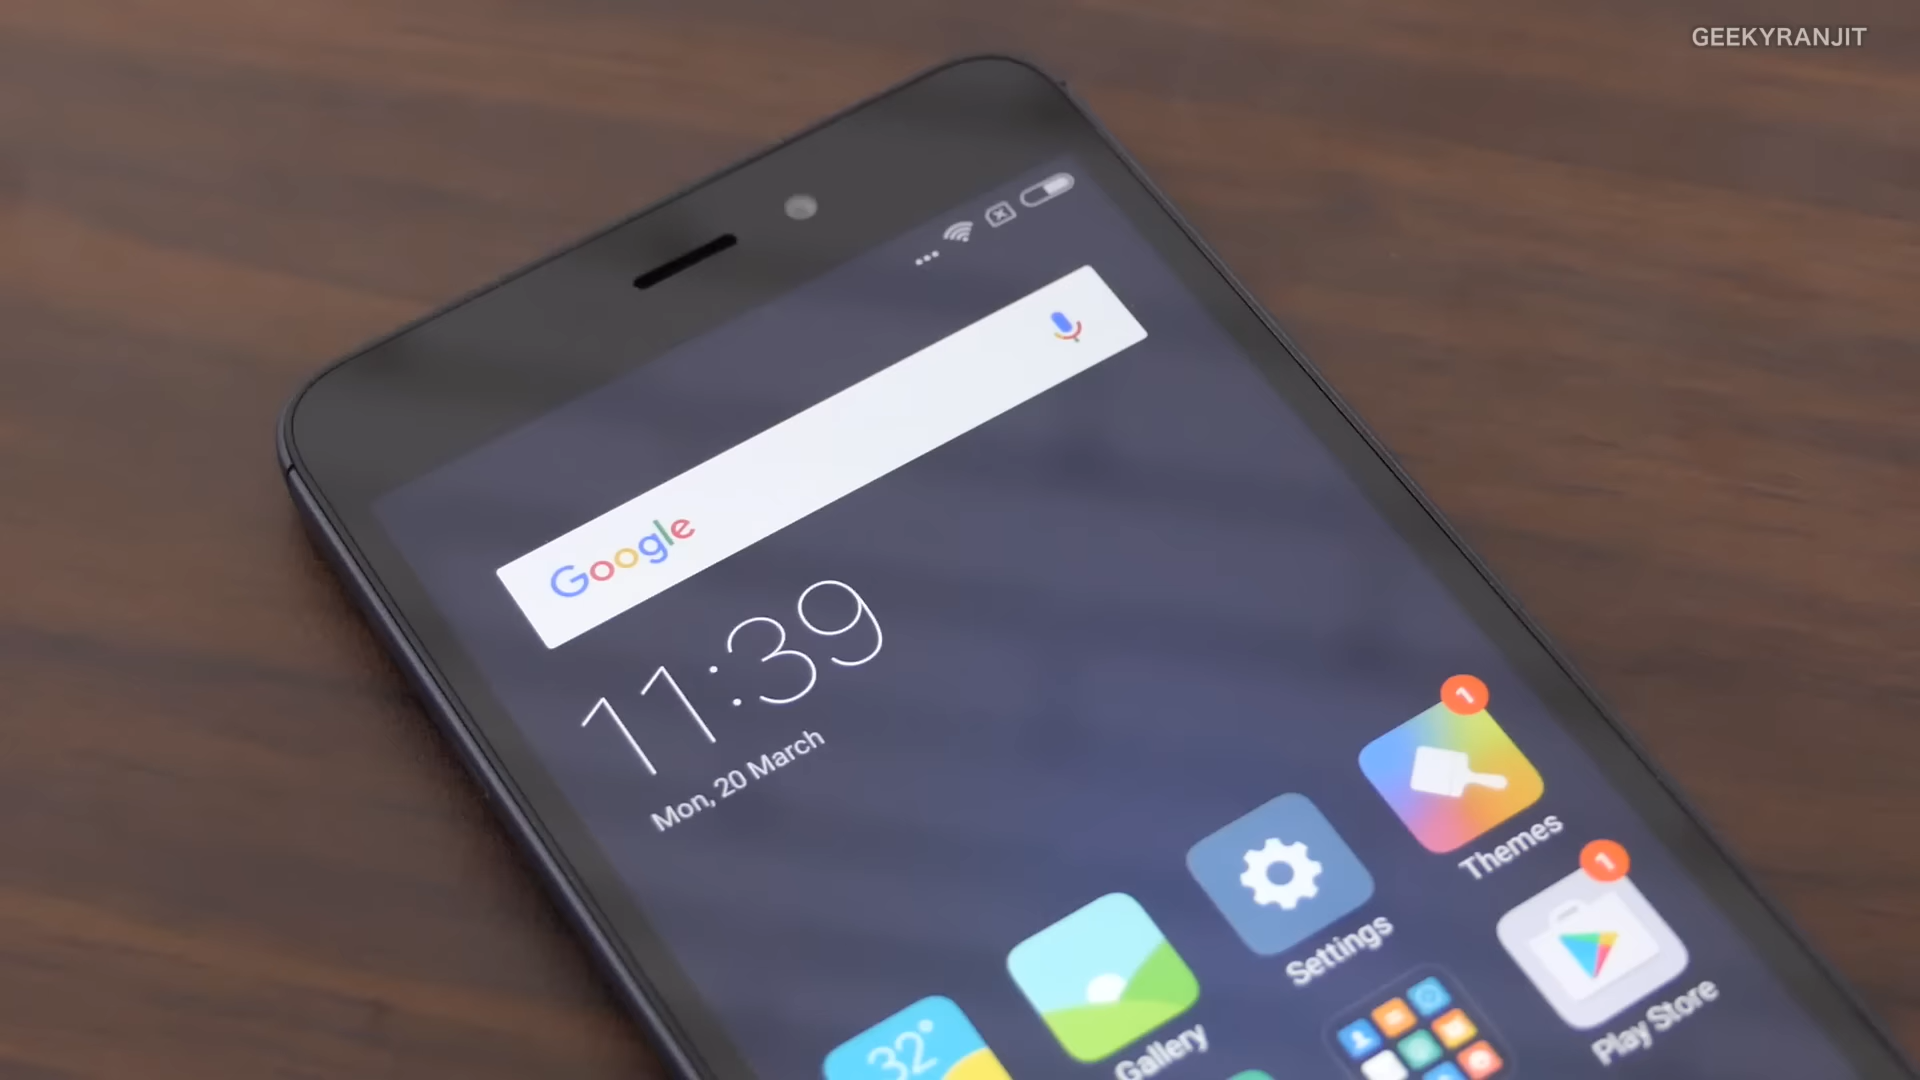 GEEKYRANJIT
Google
11:39
Mon, 20 March
1
Themes
Settings
1
Play Store
Gallery
32°